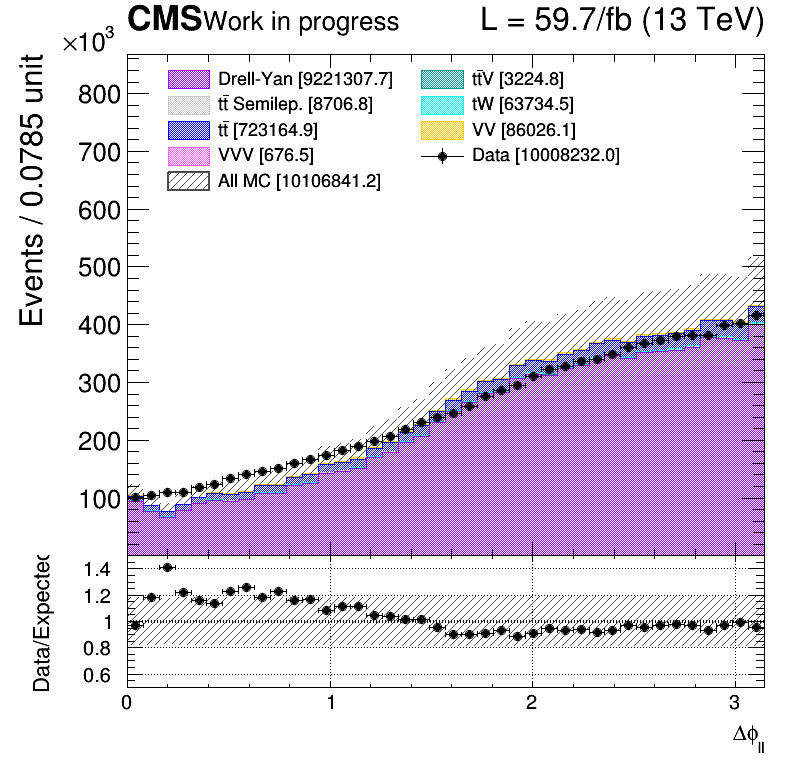 CMS Work in progress L = 59.7/fb (13 TeV)
×10³
Events / 0.0785 unit
800
700
600
500
400
300
200
100
Drell-Yan [9221307.7]
tt̄ Semilep. [8706.8]
tt̄ [723164.9]
VVV [676.5]
All MC [10106841.2]
tt̄V [3224.8]
tW [63734.5]
VV [86026.1]
Data [10008232.0]
Data/Expected
1.4
1.2
1
0.8
0.6
0 1 2 3
Δϕ_ll